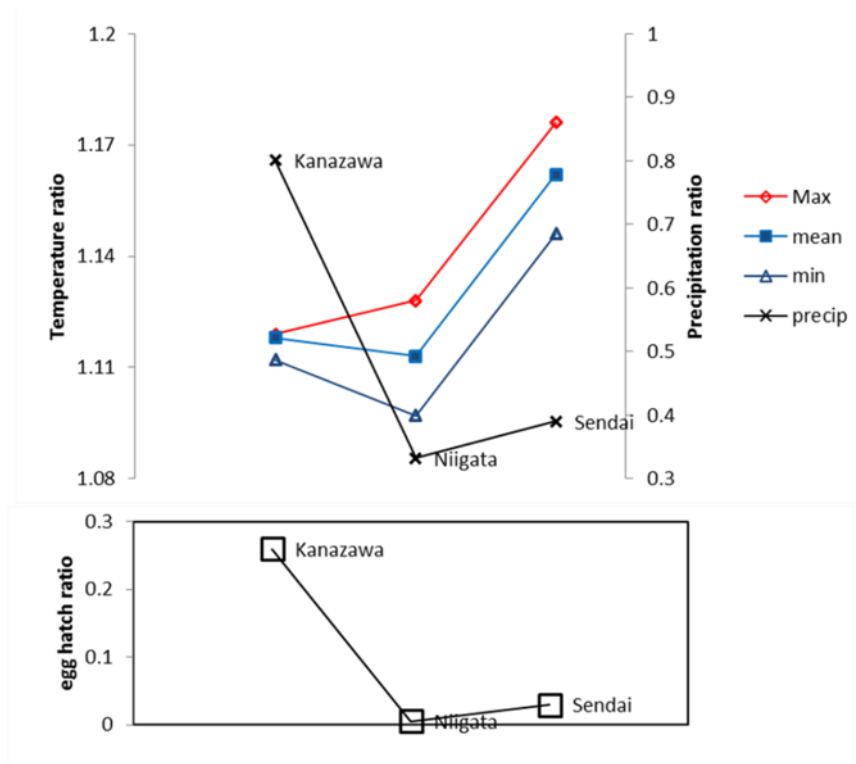 1.2
1.17
1.14
1.11
1.08
Temperature ratio
Kanazawa
Niigata
Sendai
1
0.9
0.8
0.7
0.6
0.5
0.4
0.3
Precipitation ratio
Max
mean
min
precip
0.3
0.2
0.1
0
egg hatch ratio
Kanazawa
Niigata
Sendai